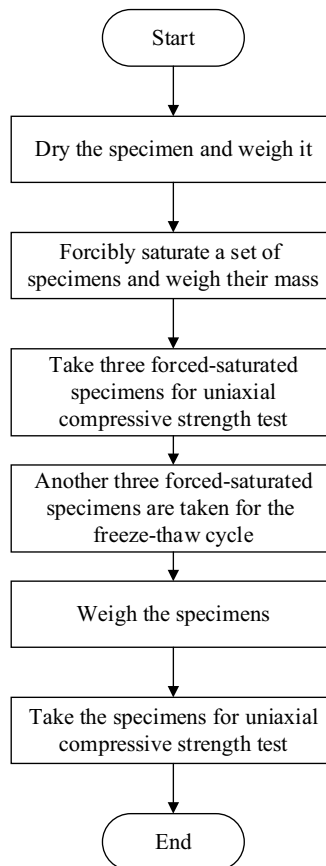 Start
Dry the specimen and weigh it
Forcibly saturate a set of
specimens and weigh their mass
Take three forced-saturated
specimens for uniaxial
compressive strength test
Another three forced-saturated
specimens are taken for the
freeze-thaw cycle
Weigh the specimens
Take the specimens for uniaxial
compressive strength test
End